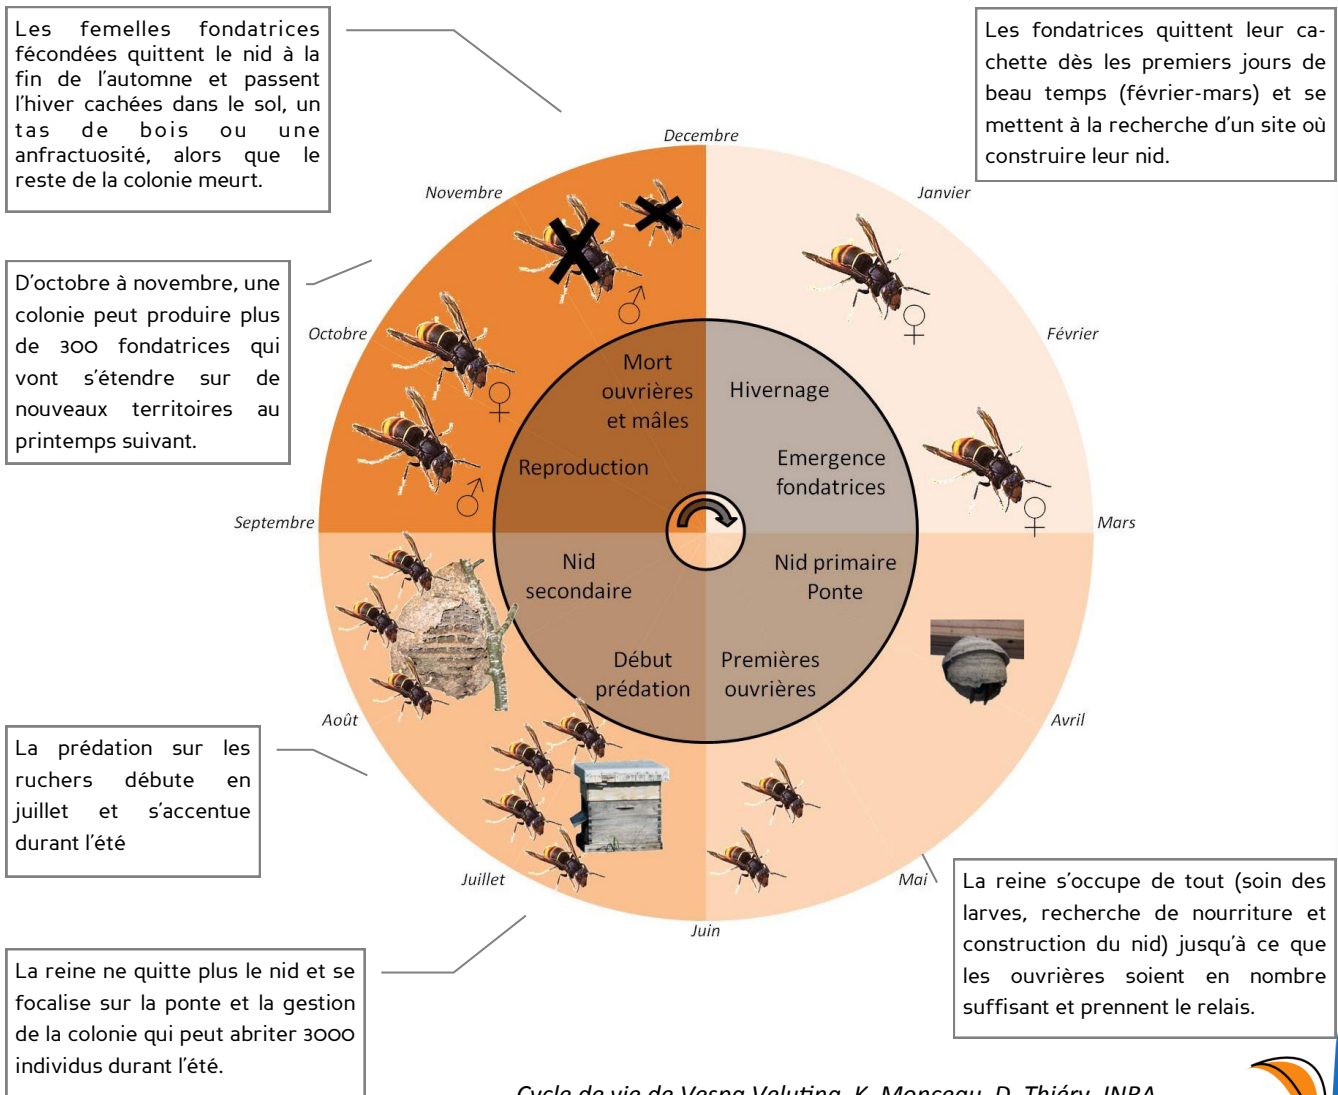 Les femelles fondatrices
fécondées quittent le nid à la
fin de l'automne et passent
l'hiver cachées dans le sol, un
tas de bois ou une
anfractuosité, alors que le
reste de la colonie meurt.
Les fondatrices quittent leur ca-
chette dès les premiers jours de
beau temps (février-mars) et se
mettent à la recherche d'un site où
construire leur nid.
D'octobre à novembre, une
colonie peut produire plus
de 300 fondatrices qui
vont s'étendre sur de
nouveaux territoires au
printemps suivant.
Decembre
Janvier
Février
Mars
Avril
Mai
Juin
Juillet
Août
Septembre
Octobre
Novembre
Mort
ouvrières
et mâles
Hivernage
Reproduction
Emergence
fondatrices
Nid
secondaire
Nid primaire
Ponte
Début
prédation
Premières
ouvrières
La prédation sur les
ruchers débute en
juillet et s'accentue
durant l'été
La reine s'occupe de tout (soin des
larves, recherche de nourriture et
construction du nid) jusqu'à ce que
les ouvrières soient en nombre
suffisant et prennent le relais.
La reine ne quitte plus le nid et se
focalise sur la ponte et la gestion
de la colonie qui peut abriter 3000
individus durant l'été.
Cycle de vie de Vespa Velutina, K. Monceau, D. Thiéry, INRA